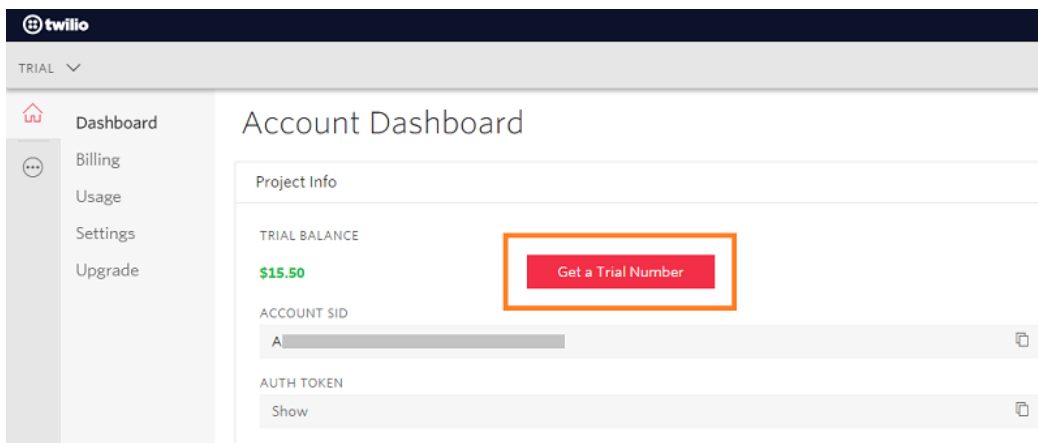 twilio
TRIAL
Dashboard
Billing
Usage
Settings
Upgrade
Account Dashboard
Project Info
TRIAL BALANCE
$15.50
Get a Trial Number
ACCOUNT SID
A
AUTH TOKEN
Show